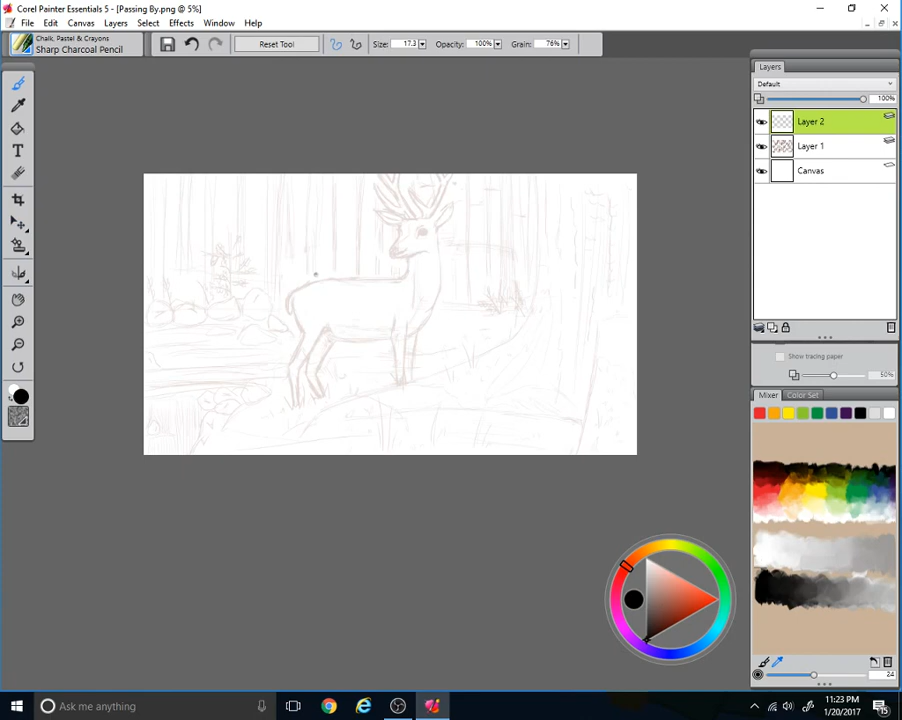 Corel Painter Essentials 5 - [Passing By.png @ 5%]
File Edit Canvas Layers Select Effects Window Help
Chalk, Pastel & Crayons
Sharp Charcoal Pencil
Reset Tool
Size: 17.3
Opacity: 100%
Grain: 76%
Layers
Default
100%
Layer 2
Layer 1
Canvas
Show tracing paper
50%
Mixer
Color Set
24
Ask me anything
11:23 PM
1/20/2017
15